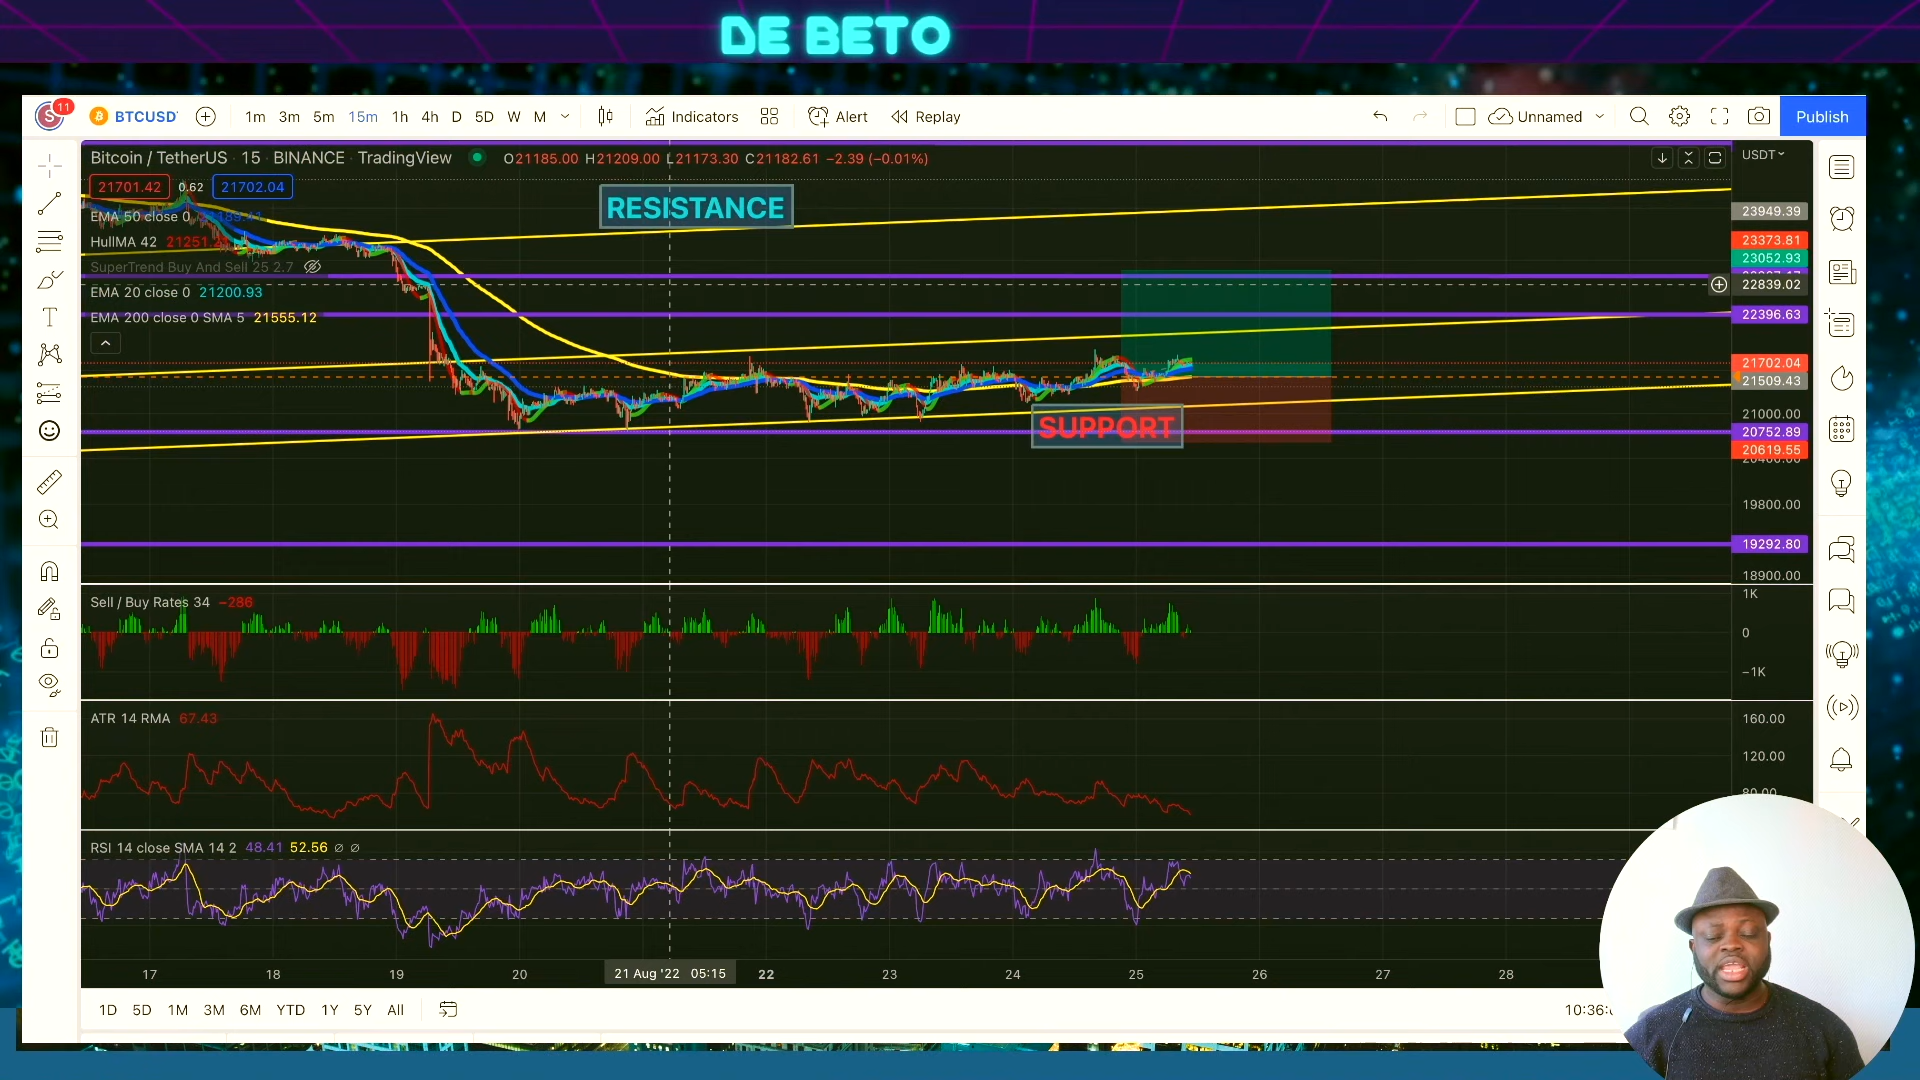 DE BETO
S 11 BTCUSD 1m 3m 5m 15m 1h 4h D 5D W M Indicators Alert Replay Unnamed Publish
Bitcoin / TetherUS · 15 · BINANCE · TradingView O21185.00 H21209.00 L21173.30 C21182.61 −2.39 (−0.01%) USDT
21701.42 0.62 21702.04
RESISTANCE
23949.39
EMA 50 close 0
HullMA 42
23373.81
23052.93
SuperTrend Buy And Sell 25 2.7
22839.02
EMA 20 close 0 21200.93
22396.63
EMA 200 close 0 SMA 5 21555.12
21702.04
21509.43
21000.00
SUPPORT
20752.89
20619.55
19800.00
19292.80
18900.00
Sell / Buy Rates 34 −286
1K
0
−1K
ATR 14 RMA 67.43
160.00
120.00
80.00
RSI 14 close SMA 14 2 48.41 52.56 ∅ ∅
17 18 19 20 21 Aug '22 05:15 22 23 24 25 26 27 28
1D 5D 1M 3M 6M YTD 1Y 5Y All 10:36: